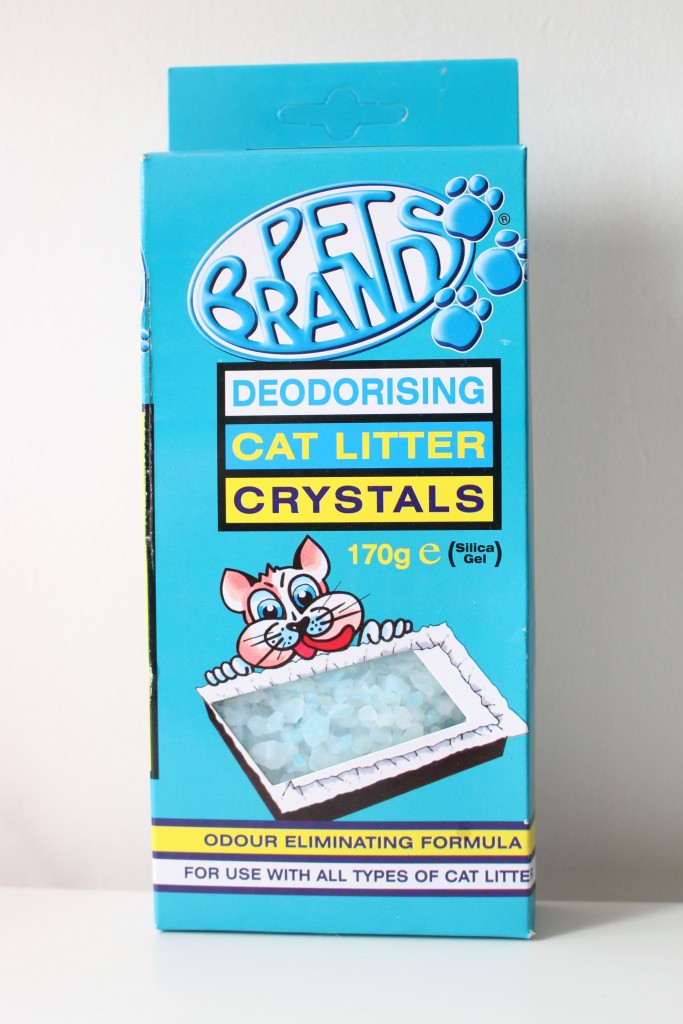 PETS
BRANDS
®
DEODORISING
CAT LITTER
CRYSTALS
170g ℮ (Silica
Gel)
ODOUR ELIMINATING FORMULA
FOR USE WITH ALL TYPES OF CAT LITTE